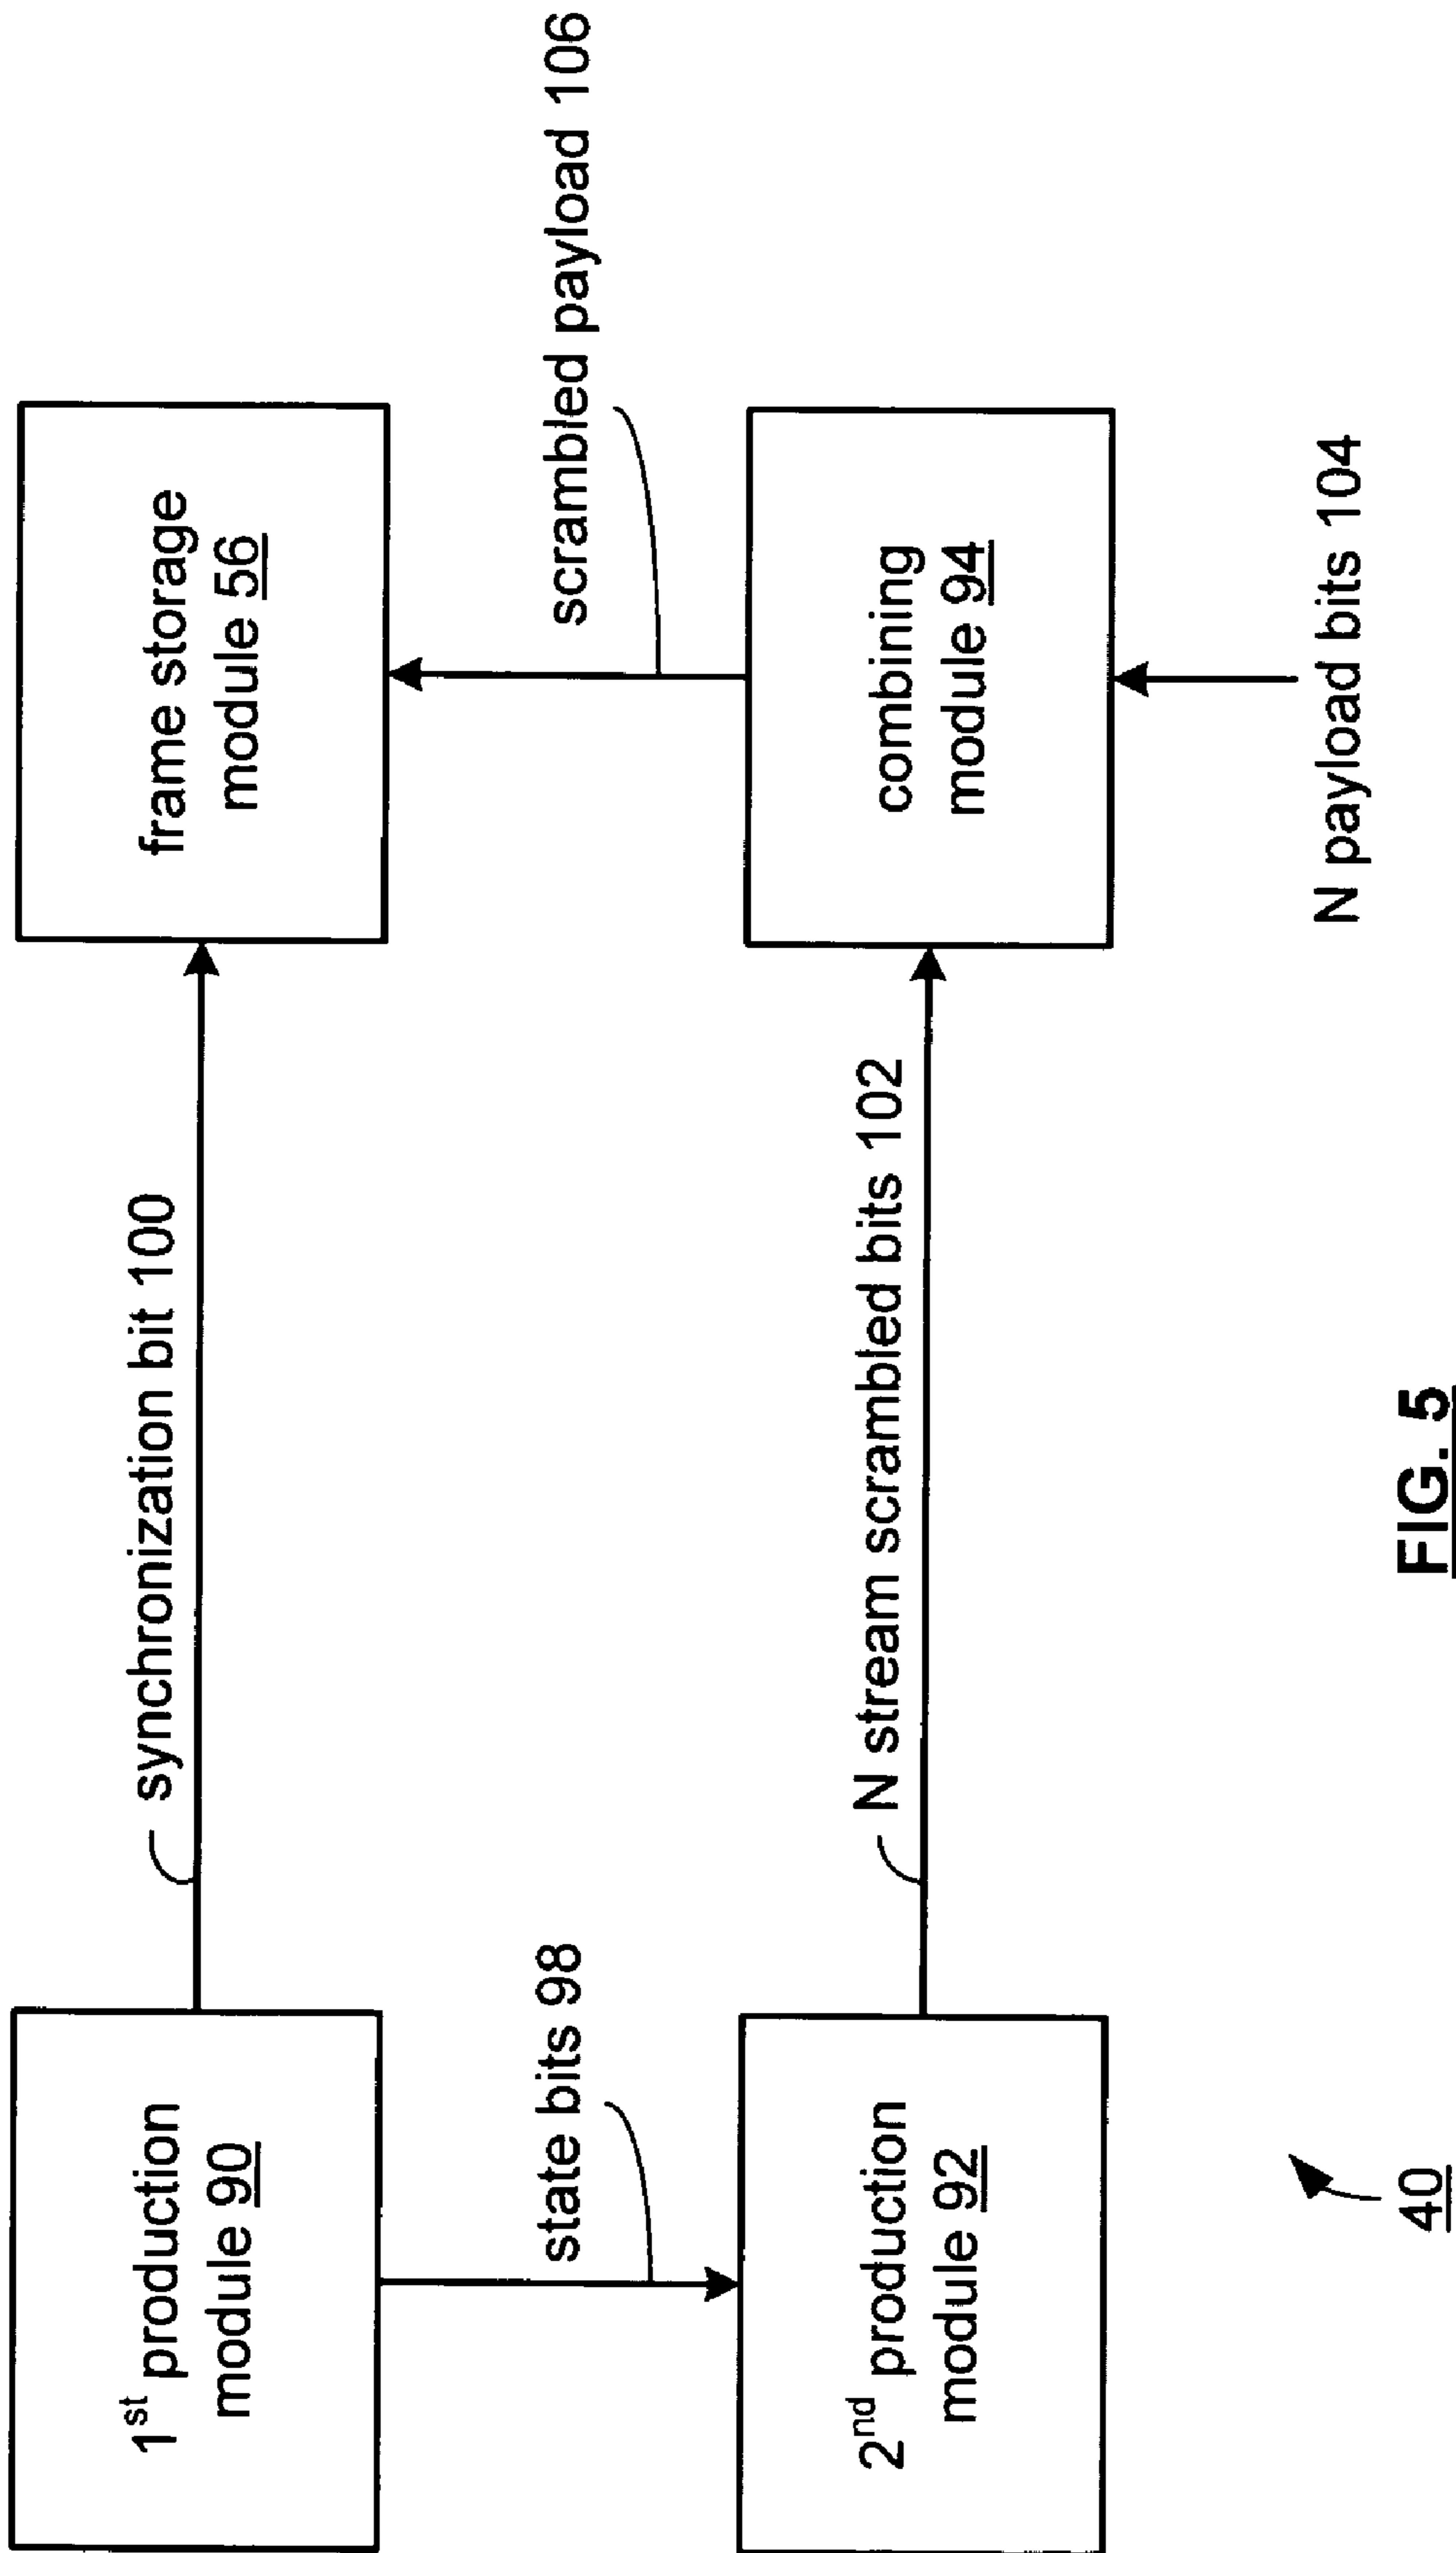 1st production
module 90
synchronization bit 100
frame storage
module 56
state bits 98
scrambled payload 106
2nd production
module 92
N stream scrambled bits 102
combining
module 94
N payload bits 104
40
FIG. 5